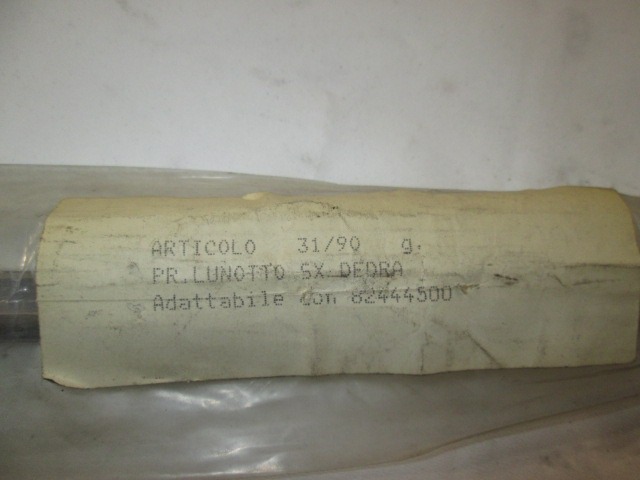 ARTICOLO 31/90 g.
PR.LUNOTTO SX DEDRA
Adattabile con 82444500